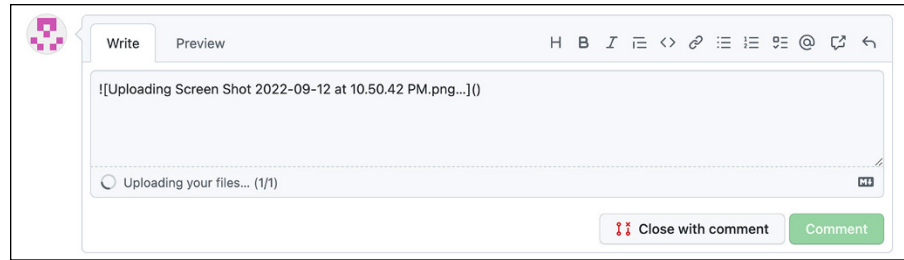 Write Preview H B I <> @
![Uploading Screen Shot 2022-09-12 at 10.50.42 PM.png...]()
Uploading your files... (1/1) M↓
Close with comment Comment